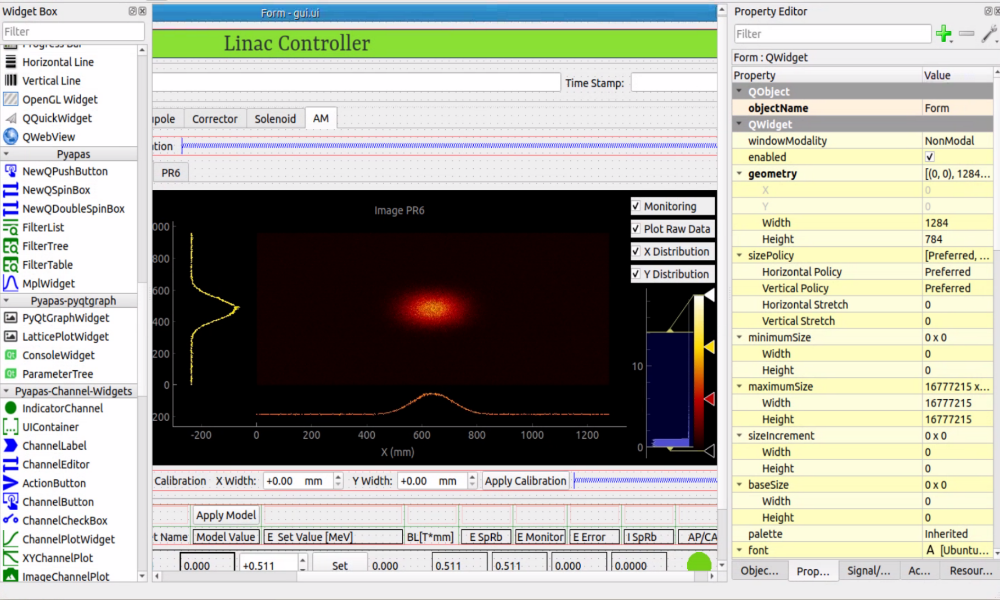 Widget Box
Filter
Progress Bar
Horizontal Line
Vertical Line
OpenGL Widget
QQuickWidget
QWebView
Pyapas
NewQPushButton
NewQSpinBox
NewQDoubleSpinBox
FilterList
FilterTree
FilterTable
MplWidget
Pyapas-pyqtgraph
PyQtGraphWidget
LatticePlotWidget
Qt ConsoleWidget
Qt ParameterTree
Pyapas-Channel-Widgets
IndicatorChannel
UIContainer
ChannelLabel
ChannelEditor
ActionButton
ChannelButton
ChannelCheckBox
ChannelPlotWidget
XYChannelPlot
ImageChannelPlot
Form - gui.ui
Linac Controller
Time Stamp:
pole Corrector Solenoid AM
tion
PR6
Image PR6
000
800
600
400
200
0
200
-200 0 200 400 600 800 1000 1200
X (mm)
Monitoring
Plot Raw Data
X Distribution
Y Distribution
10
0
Calibration X Width: +0.00 mm Y Width: +0.00 mm Apply Calibration
Apply Model
t Name Model Value E Set Value [MeV] BL[T*mm] E SpRb E Monitor E Error I SpRb AP/CA
0.000 +0.511 Set 0.000 0.511 0.511 0.000 0.0000
Property Editor
Filter
Form : QWidget
Property Value
QObject
objectName Form
QWidget
windowModality NonModal
enabled
geometry [(0, 0), 1284...
X 0
Y 0
Width 1284
Height 784
sizePolicy [Preferred, ...
Horizontal Policy Preferred
Vertical Policy Preferred
Horizontal Stretch 0
Vertical Stretch 0
minimumSize 0 x 0
Width 0
Height 0
maximumSize 16777215 x...
Width 16777215
Height 16777215
sizeIncrement 0 x 0
Width 0
Height 0
baseSize 0 x 0
Width 0
Height 0
palette Inherited
font A [Ubuntu...
Objec... Prop... Signal/... Ac... Resour...